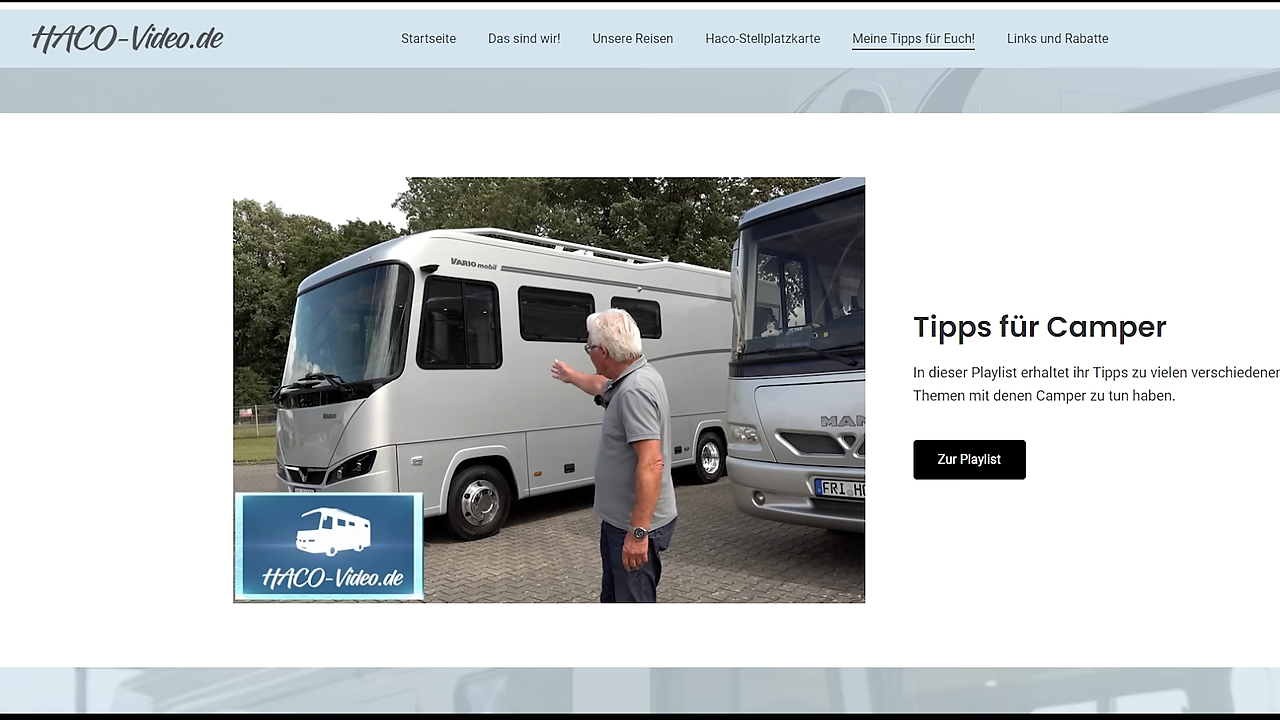 HACO-Video.de
Startseite
Das sind wir!
Unsere Reisen
Haco-Stellplatzkarte
Meine Tipps für Euch!
Links und Rabatte
VARIO mobil
MAN
FRI HO
HACO-Video.de
Tipps für Camper
In dieser Playlist erhaltet ihr Tipps zu vielen verschiedenen
Themen mit denen Camper zu tun haben.
Zur Playlist